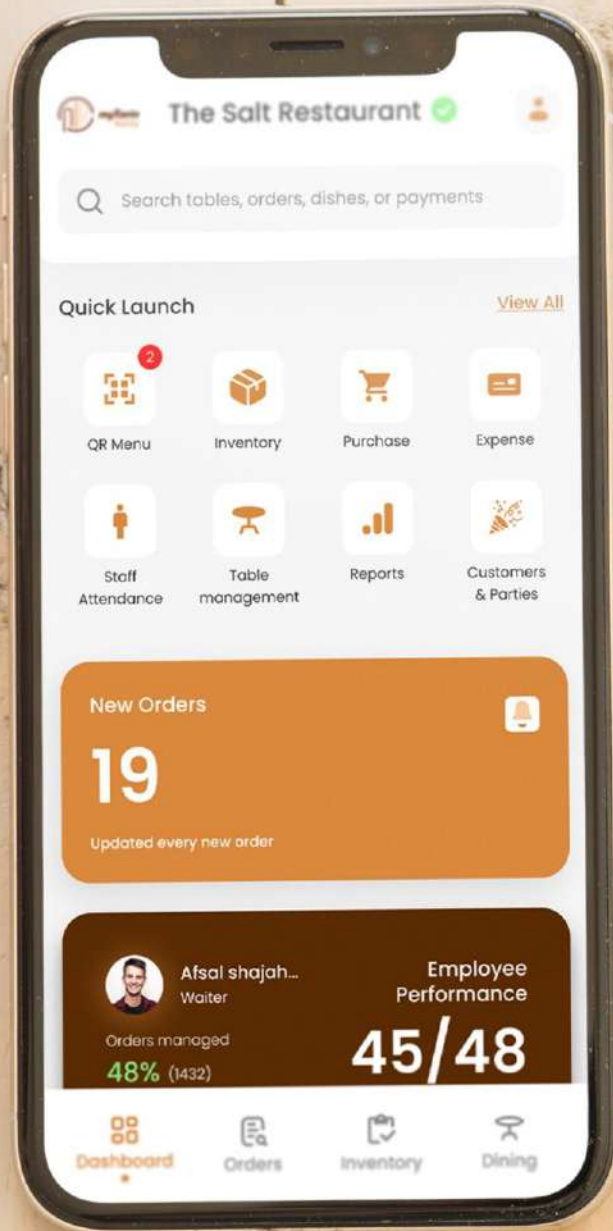 The Salt Restaurant
Search tables, orders, dishes, or payments
Quick Launch
View All
2
QR Menu
Inventory
Purchase
Expense
Staff
Attendance
Table
management
Reports
Customers
& Parties
New Orders
19
Updated every new order
Afsal shajah...
Waiter
Employee
Performance
Orders managed
48% (1432)
45/48
Dashboard
Orders
Inventory
Dining